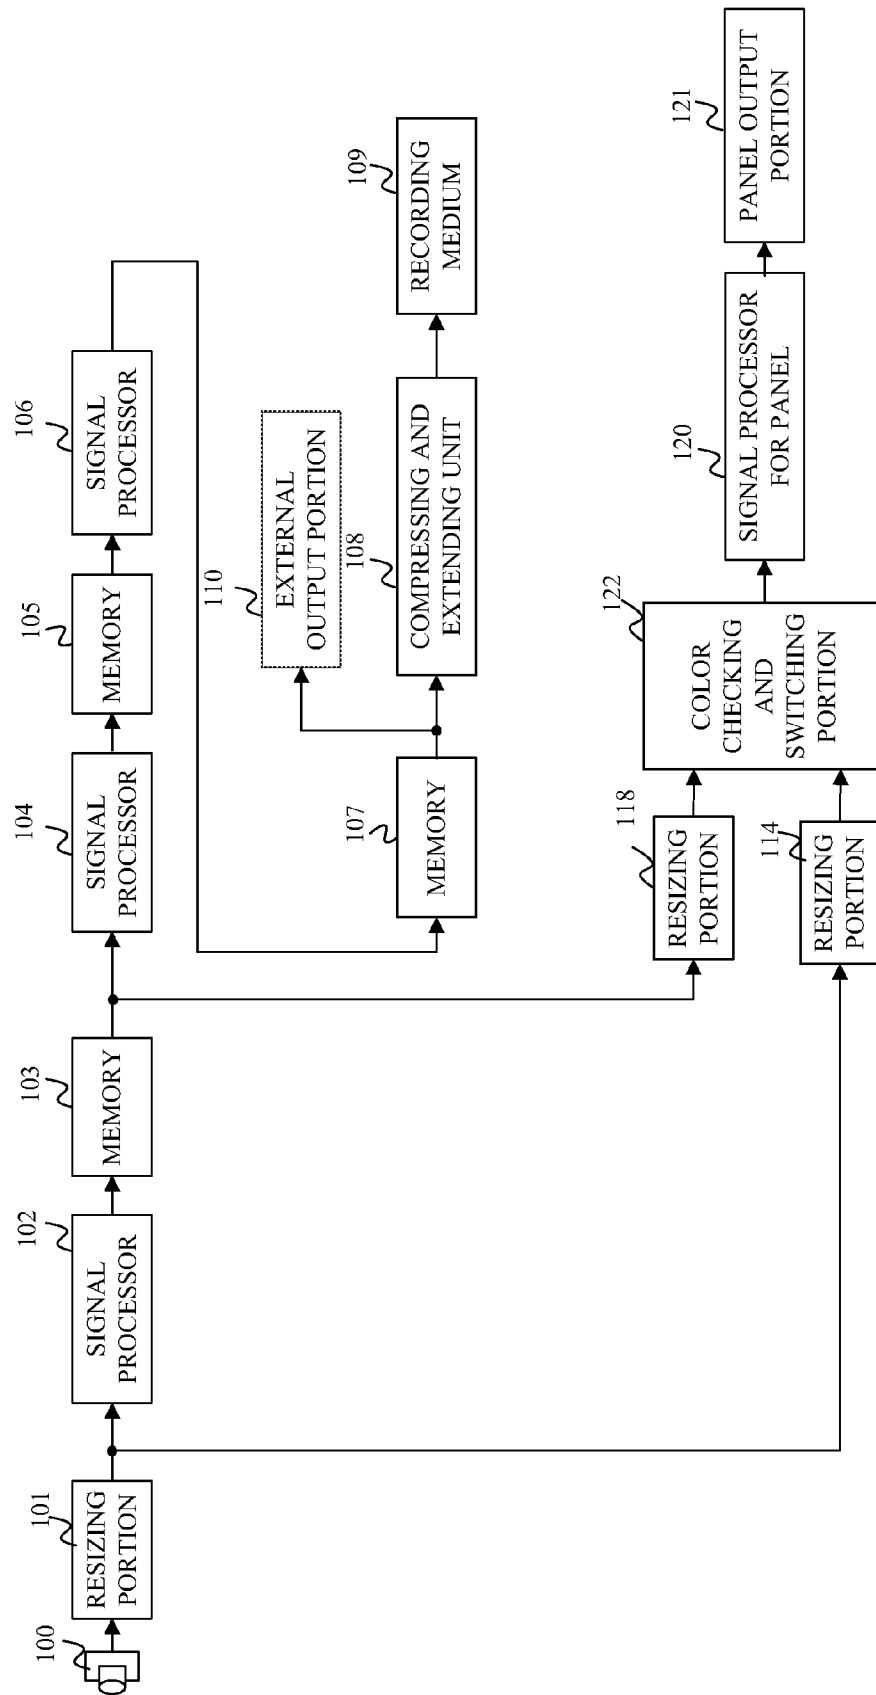 100
101
RESIZING
PORTION
102
SIGNAL
PROCESSOR
103
MEMORY
104
SIGNAL
PROCESSOR
105
MEMORY
106
SIGNAL
PROCESSOR
107
MEMORY
110
EXTERNAL
OUTPUT PORTION
108
COMPRESSING AND
EXTENDING UNIT
109
RECORDING
MEDIUM
118
RESIZING
PORTION
114
RESIZING
PORTION
122
COLOR
CHECKING
AND
SWITCHING
PORTION
120
SIGNAL PROCESSOR
FOR PANEL
121
PANEL OUTPUT
PORTION